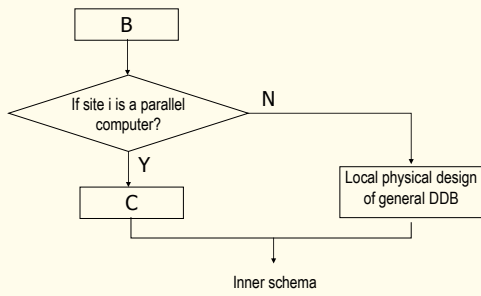 B
If site i is a parallel
computer?
N
Y
C
Local physical design
of general DDB
Inner schema